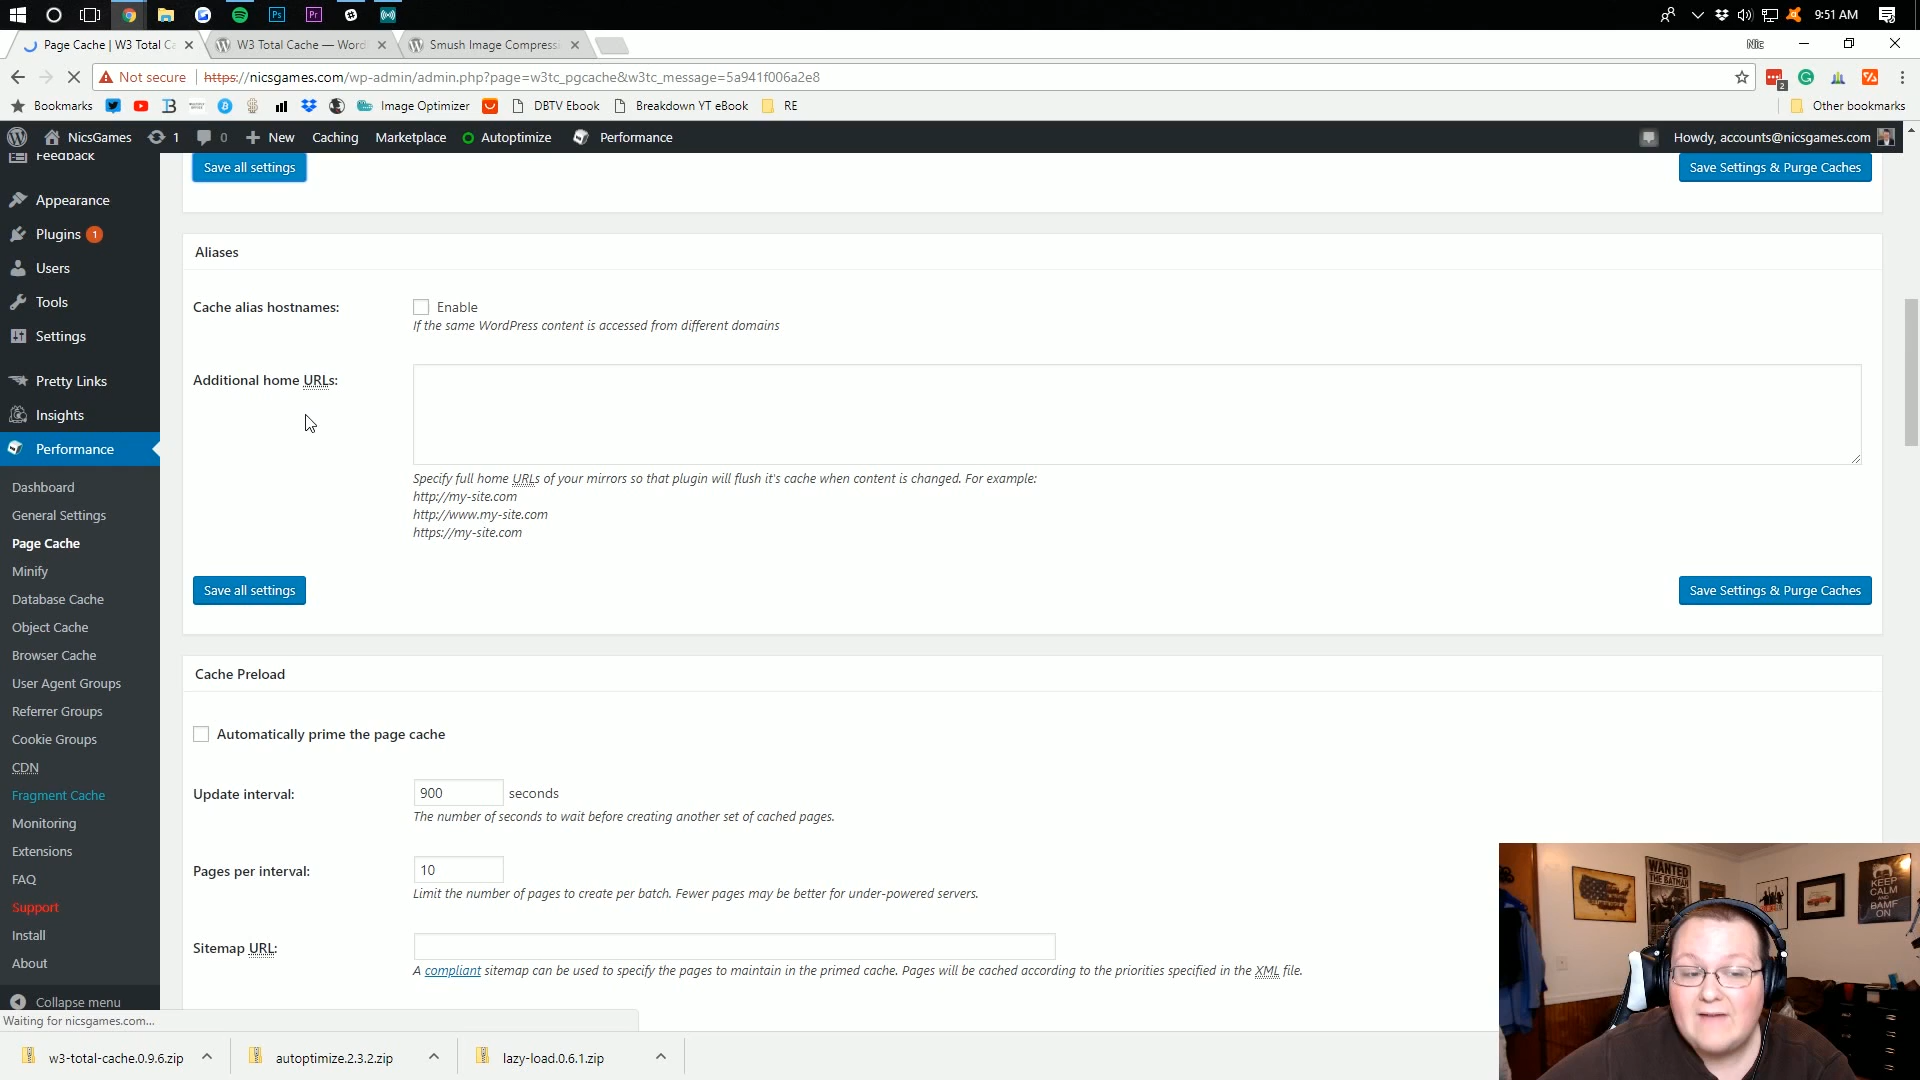 Ps
Pr
9:51 AM
Page Cache | W3 Total Ca
W3 Total Cache — Word
Smush Image Compress
Nic
Not secure
https://nicsgames.com/wp-admin/admin.php?page=w3tc_pgcache&w3tc_message=5a941f006a2e8
2
Bookmarks
Image Optimizer
DBTV Ebook
Breakdown YT eBook
RE
Other bookmarks
NicsGames
1
0
New
Caching
Marketplace
Autoptimize
Performance
Howdy, accounts@nicsgames.com
Feedback
Appearance
Plugins 1
Users
Tools
Settings
Pretty Links
Insights
Performance
Dashboard
General Settings
Page Cache
Minify
Database Cache
Object Cache
Browser Cache
User Agent Groups
Referrer Groups
Cookie Groups
CDN
Fragment Cache
Monitoring
Extensions
FAQ
Support
Install
About
Collapse menu
Save all settings
Save Settings & Purge Caches
Aliases
Cache alias hostnames:
Enable
If the same WordPress content is accessed from different domains
Additional home URLs:
Specify full home URLs of your mirrors so that plugin will flush it's cache when content is changed. For example:
http://my-site.com
http://www.my-site.com
https://my-site.com
Save all settings
Save Settings & Purge Caches
Cache Preload
Automatically prime the page cache
Update interval:
900
seconds
The number of seconds to wait before creating another set of cached pages.
Pages per interval:
10
Limit the number of pages to create per batch. Fewer pages may be better for under-powered servers.
Sitemap URL:
A compliant sitemap can be used to specify the pages to maintain in the primed cache. Pages will be cached according to the priorities specified in the XML file.
Waiting for nicsgames.com...
w3-total-cache.0.9.6.zip
autoptimize.2.3.2.zip
lazy-load.0.6.1.zip
WANTED
THE BATMAN
KEEP
CALM
AND
BAMF
ON